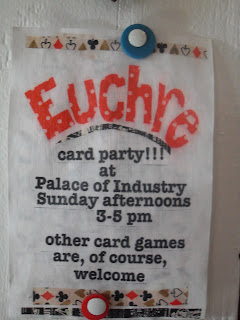 Euchre
card party!!!
at
Palace of Industry
Sunday afternoons
3-5 pm
other card games
are, of course,
welcome